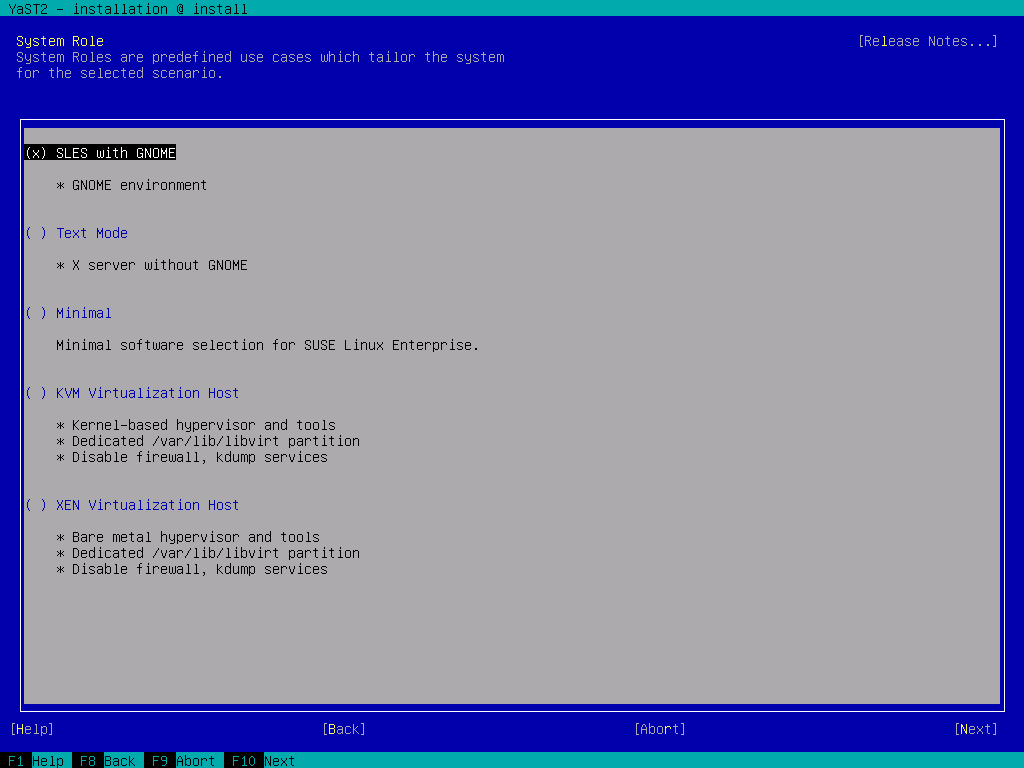 YaST2 - installation @ install
System Role [Release Notes...]
System Roles are predefined use cases which tailor the system
for the selected scenario.
(x) SLES with GNOME
* GNOME environment
( ) Text Mode
* X server without GNOME
( ) Minimal
Minimal software selection for SUSE Linux Enterprise.
( ) KVM Virtualization Host
* Kernel-based hypervisor and tools
* Dedicated /var/lib/libvirt partition
* Disable firewall, kdump services
( ) XEN Virtualization Host
* Bare metal hypervisor and tools
* Dedicated /var/lib/libvirt partition
* Disable firewall, kdump services
[Help] [Back] [Abort] [Next]
F1 Help F8 Back F9 Abort F10 Next